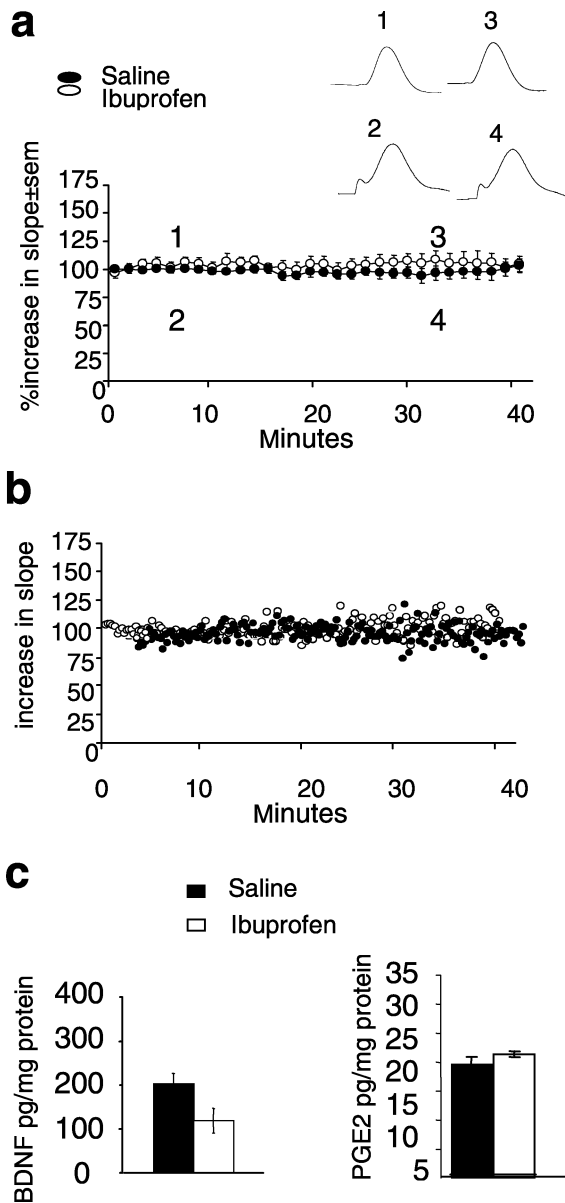 a
1 3
Saline
Ibuprofen
2 4
%increase in slope±sem
175
150
125
100
75
50
25
0
1 3
2 4
0 10 20 30 40
Minutes
b
increase in slope
175
150
125
100
75
50
25
0
0 10 20 30 40
Minutes
c
Saline
Ibuprofen
BDNF pg/mg protein
400
300
200
100
0
PGE2 pg/mg protein
35
30
25
20
15
10
5